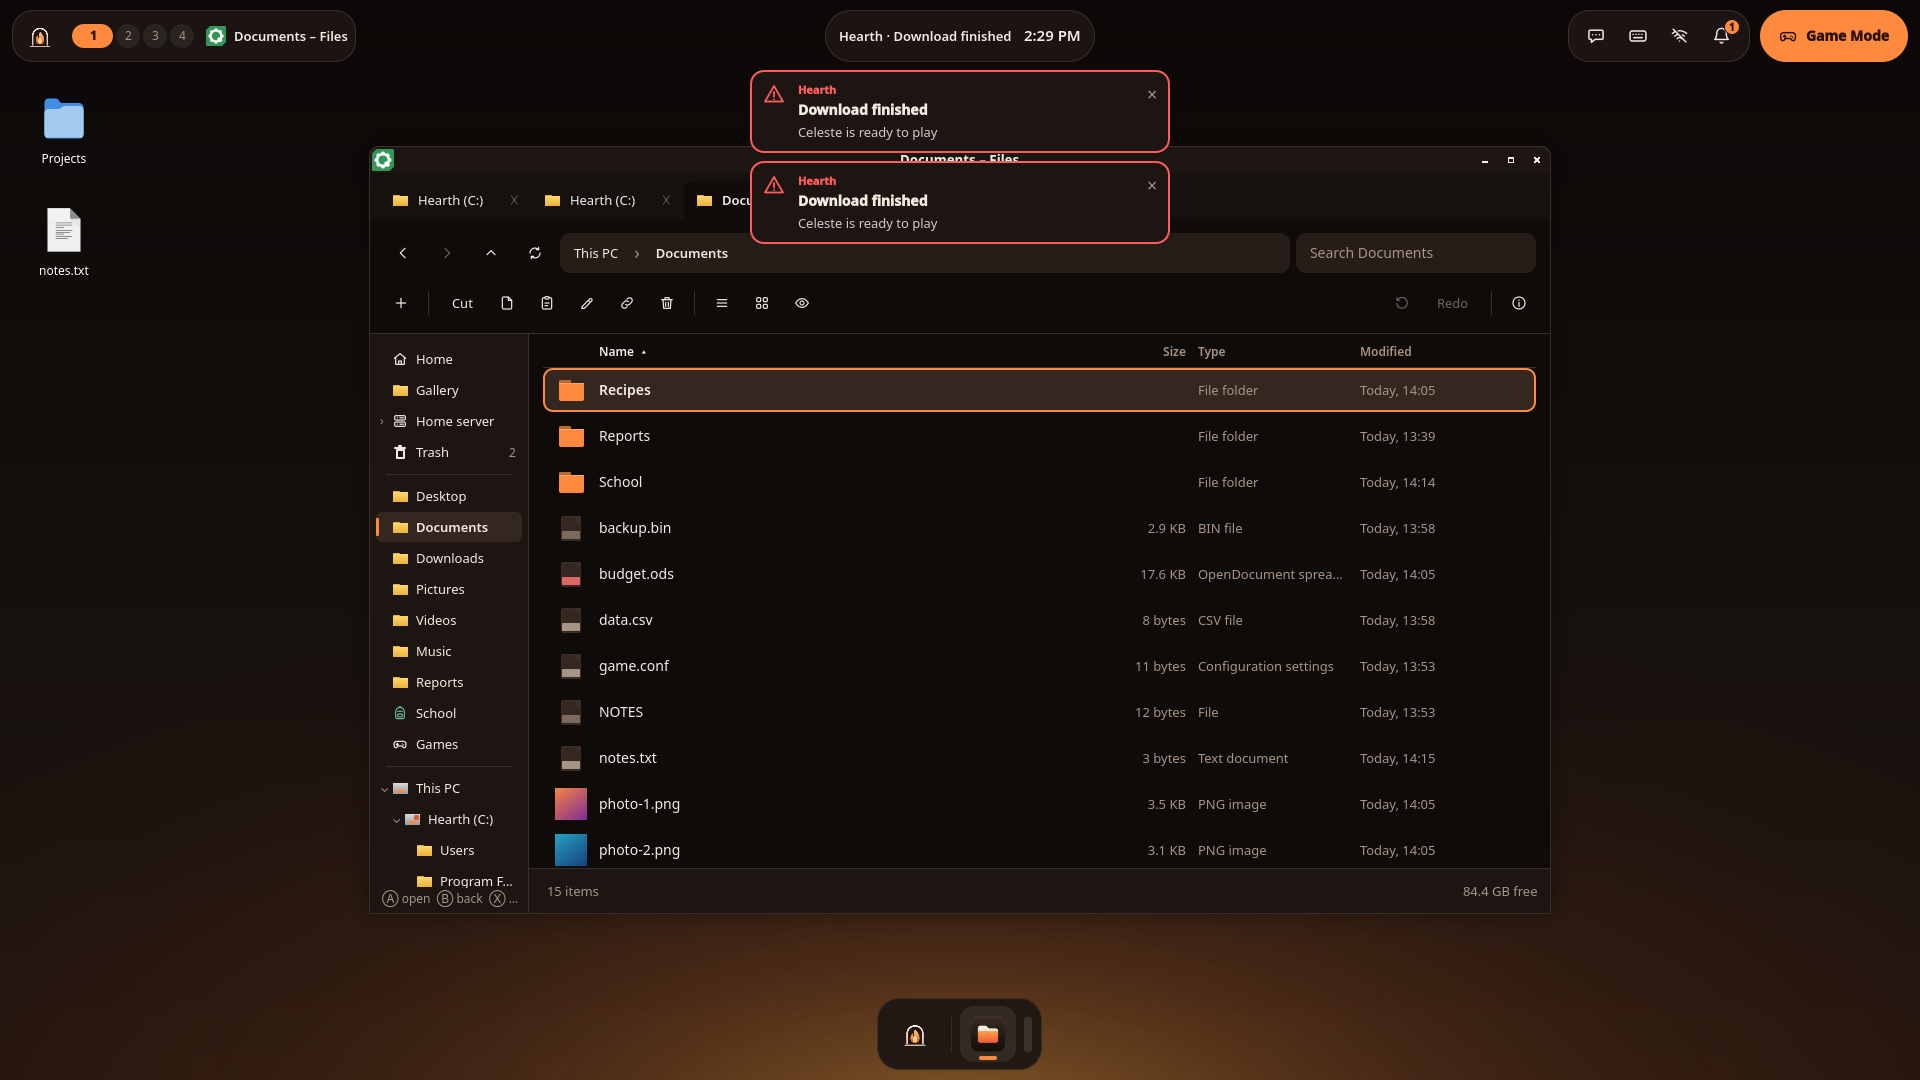 1 2 3 4 Documents – Files
Hearth · Download finished 2:29 PM
1
Game Mode
Projects
notes.txt
Hearth
Download finished
Celeste is ready to play
Hearth
Download finished
Celeste is ready to play
Documents – Files
Hearth (C:) X
Hearth (C:) X
Docu
This PC › Documents
Search Documents
Cut
Redo
Home
Gallery
Home server
Trash 2
Desktop
Documents
Downloads
Pictures
Videos
Music
Reports
School
Games
This PC
Hearth (C:)
Users
Program F...
A open B back X ...
Name Size Type Modified
Recipes File folder Today, 14:05
Reports File folder Today, 13:39
School File folder Today, 14:14
backup.bin 2.9 KB BIN file Today, 13:58
budget.ods 17.6 KB OpenDocument sprea... Today, 14:05
data.csv 8 bytes CSV file Today, 13:58
game.conf 11 bytes Configuration settings Today, 13:53
NOTES 12 bytes File Today, 13:53
notes.txt 3 bytes Text document Today, 14:15
photo-1.png 3.5 KB PNG image Today, 14:05
photo-2.png 3.1 KB PNG image Today, 14:05
15 items
84.4 GB free